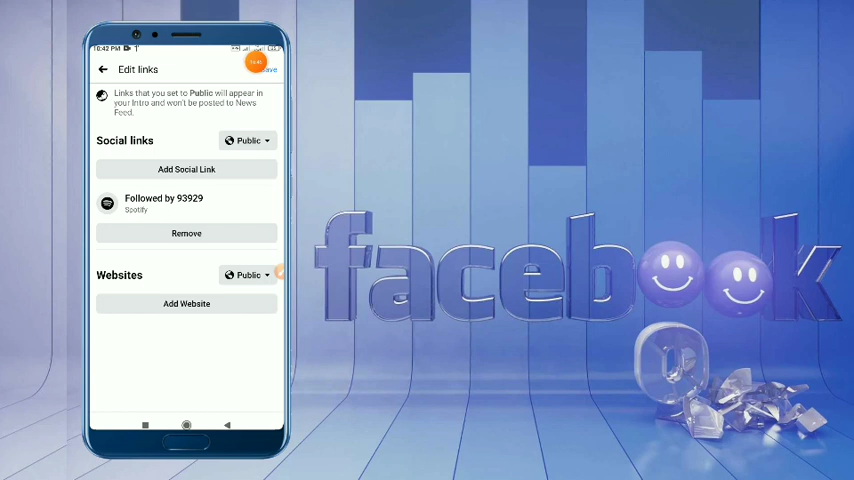 10:42 PM
Edit links
Links that you set to Public will appear in
your Intro and won't be posted to News
Feed.
Social links
Public
Add Social Link
Followed by 93929
Spotify
Remove
Websites
Public
Add Website
facebook